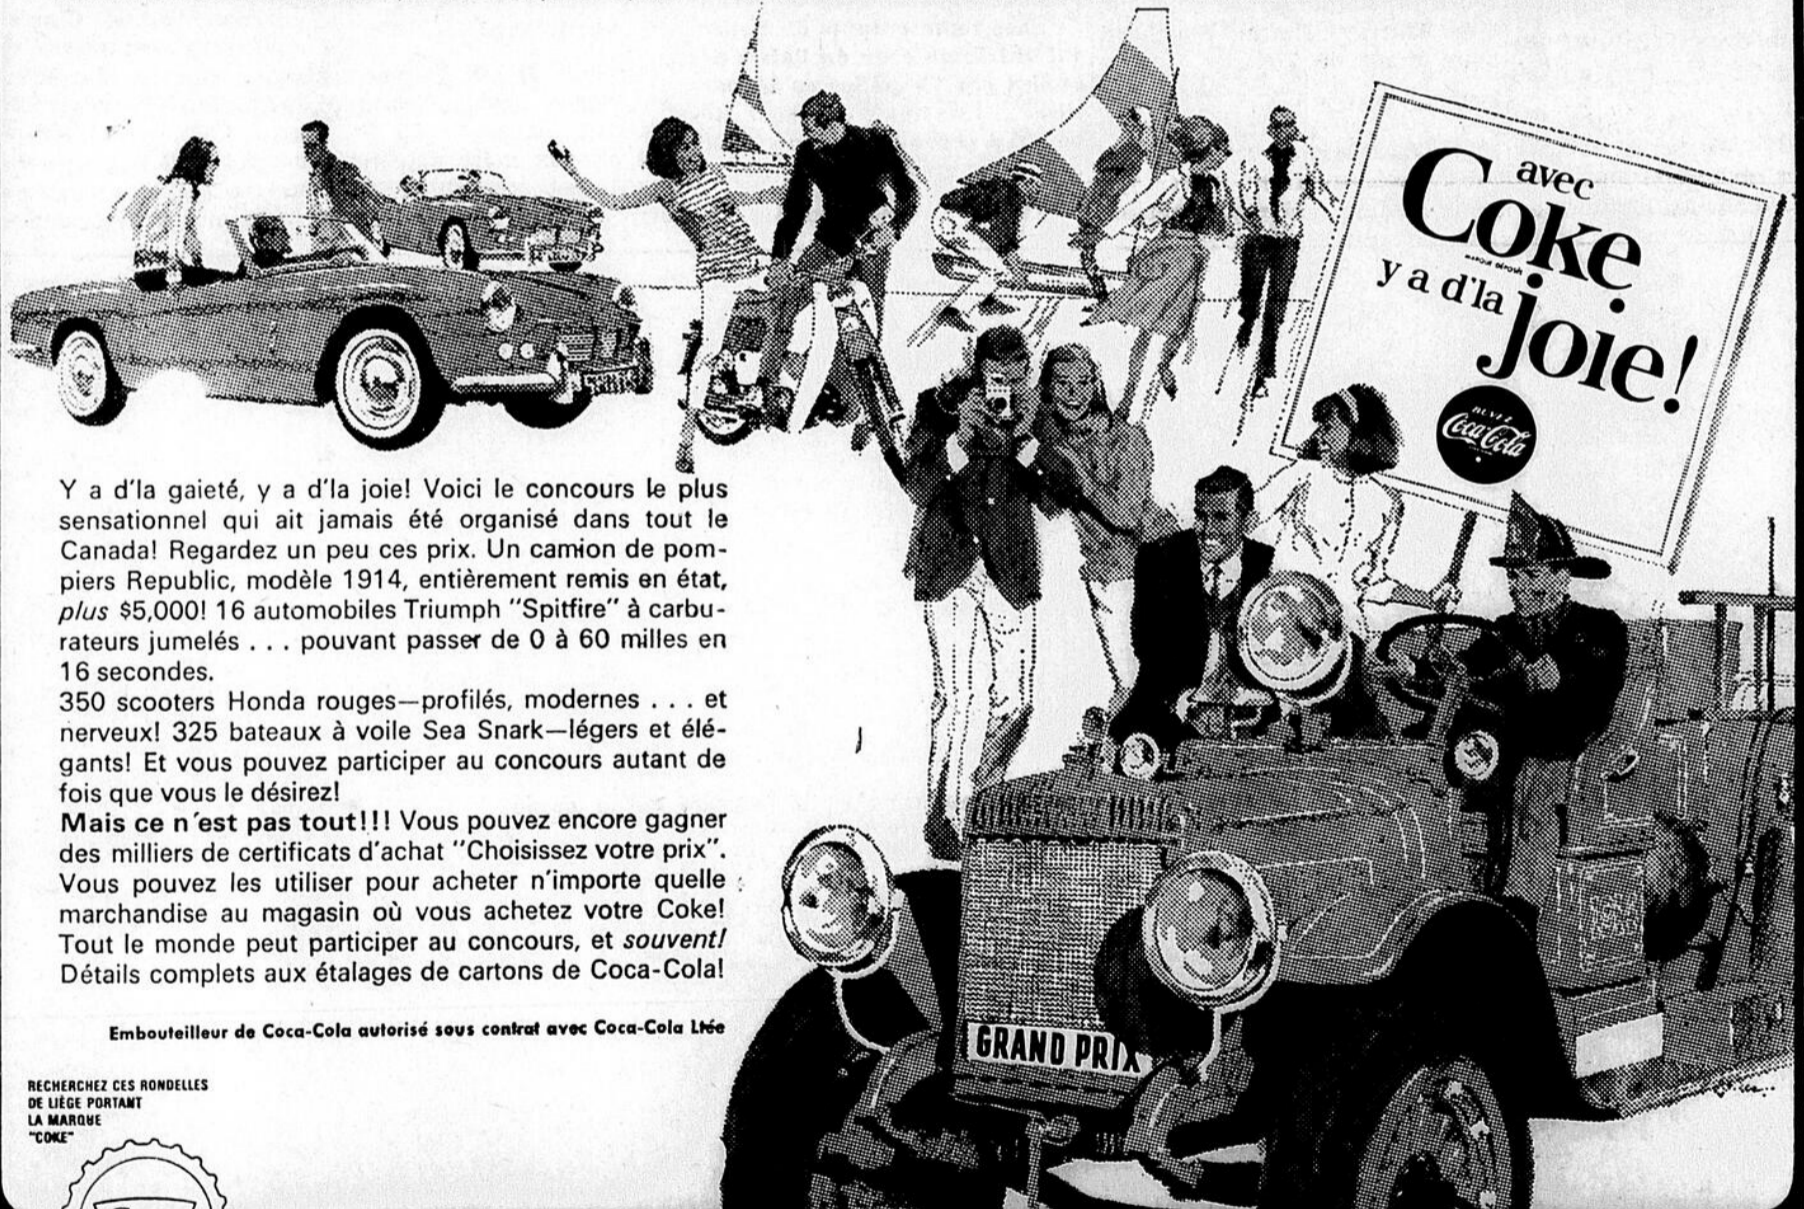 avec
Coke
MARQUE DÉPOSÉE
y a d'la
joie!
BUVEZ
Coca-Cola
Y a d'la gaieté, y a d'la joie! Voici le concours le plus
sensationnel qui ait jamais été organisé dans tout le
Canada! Regardez un peu ces prix. Un camion de pom-
piers Republic, modèle 1914, entièrement remis en état,
plus $5,000! 16 automobiles Triumph "Spitfire" à carbu-
rateurs jumelés . . . pouvant passer de 0 à 60 milles en
16 secondes.
350 scooters Honda rouges—profilés, modernes . . . et
nerveux! 325 bateaux à voile Sea Snark—légers et élé-
gants! Et vous pouvez participer au concours autant de
fois que vous le désirez!
Mais ce n'est pas tout!!! Vous pouvez encore gagner
des milliers de certificats d'achat "Choisissez votre prix".
Vous pouvez les utiliser pour acheter n'importe quelle
marchandise au magasin où vous achetez votre Coke!
Tout le monde peut participer au concours, et souvent!
Détails complets aux étalages de cartons de Coca-Cola!
Embouteilleur de Coca-Cola autorisé sous contrat avec Coca-Cola Ltée
RECHERCHEZ CES RONDELLES
DE LIÈGE PORTANT
LA MARQUE
"COKE"
GRAND PRIX